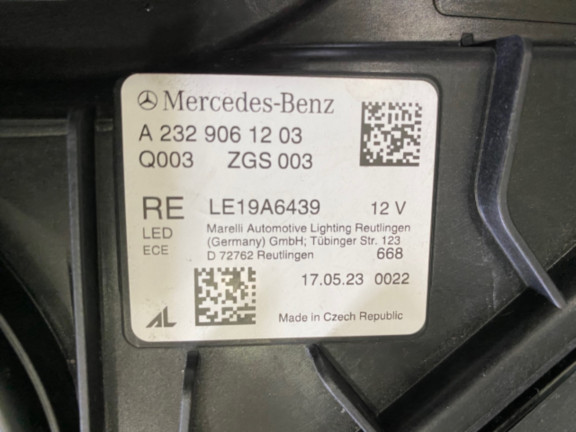 Mercedes-Benz
A 232 906 12 03
Q003 ZGS 003
RE LE19A6439 12 V
LED Marelli Automotive Lighting Reutlingen
ECE (Germany) GmbH; Tübinger Str. 123
D 72762 Reutlingen 668
17.05.23 0022
AL Made in Czech Republic